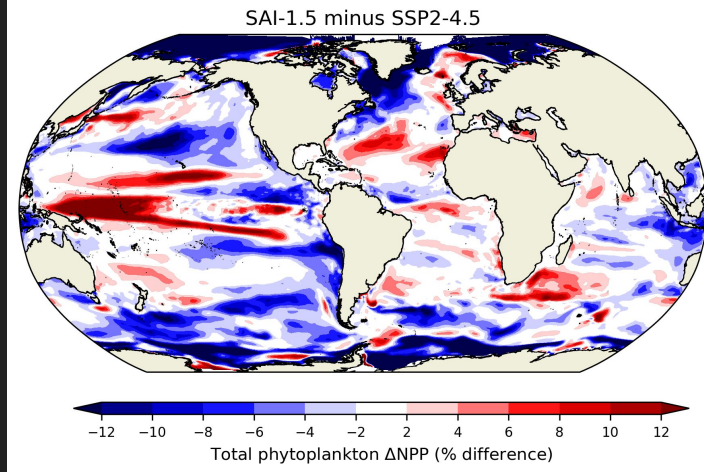 SAI-1.5 minus SSP2-4.5
−12 −10 −8 −6 −4 −2 2 4 6 8 10 12
Total phytoplankton ΔNPP (% difference)